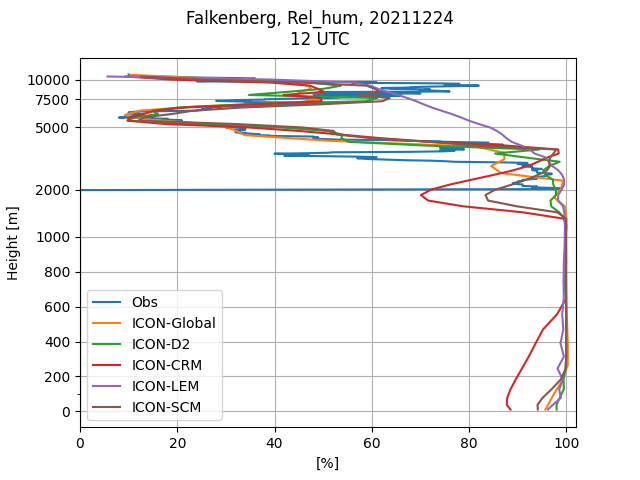 Falkenberg, Rel_hum, 20211224
12 UTC
Height [m]
10000
7500
5000
2000
1000
800
600
400
200
0
Obs
ICON-Global
ICON-D2
ICON-CRM
ICON-LEM
ICON-SCM
0 20 40 60 80 100
[%]